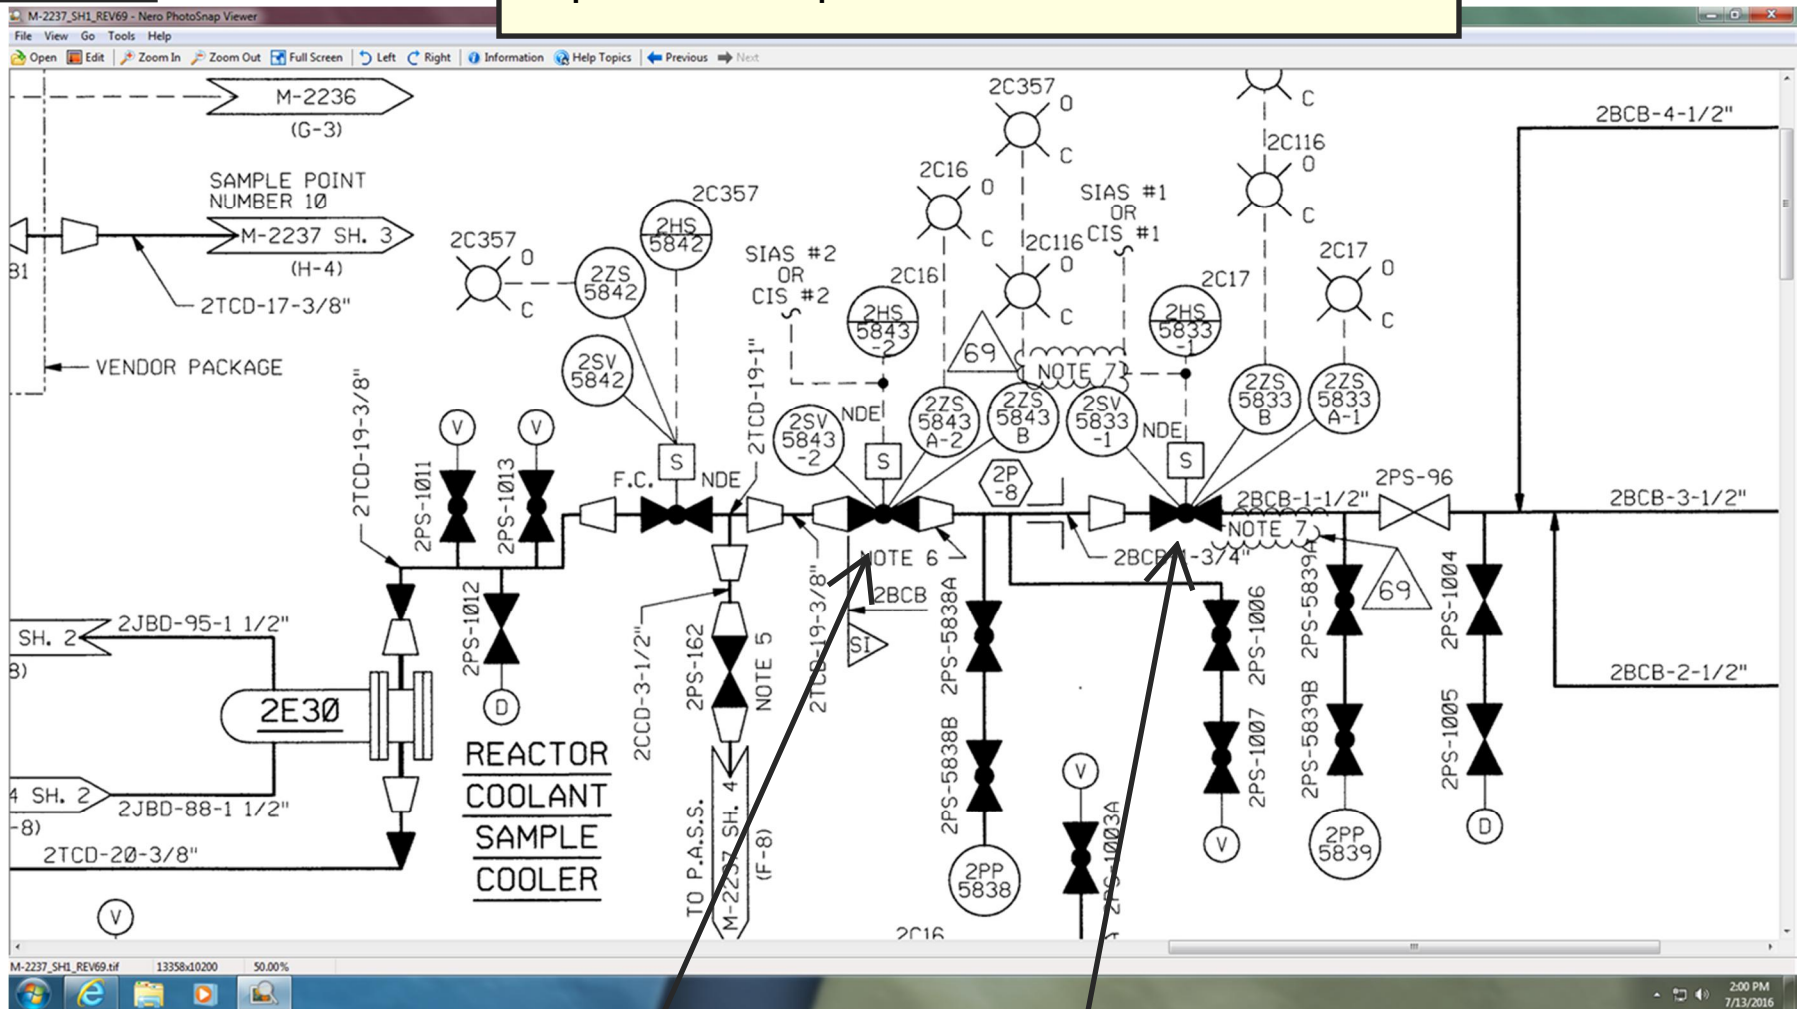 M-2237_SH1_REV69 - Nero PhotoSnap Viewer
File View Go Tools Help
Open Edit Zoom In Zoom Out Full Screen Left Right Information Help Topics Previous Next
M-2236
(G-3)
SAMPLE POINT
NUMBER 10
M-2237 SH. 3
(H-4)
81
2TCD-17-3/8"
VENDOR PACKAGE
2C357
O
C
2ZS
5842
2C357
2HS
5842
2SV
5842
S
F.C.
NDE
2TCD-19-1"
SIAS #2
OR
CIS #2
2C16
2HS
5843
-2
2C16
O
C
2C357
O
C
2C116
O
C
SIAS #1
OR
CIS #1
69
NOTE 7
2C17
2HS
5833
-1
C
2C116
O
C
2C17
O
C
2SV
5843
-2
NDE
S
2ZS
5843
A-2
2ZS
5843
B
2SV
5833
-1
NDE
S
2ZS
5833
B
2ZS
5833
A-1
2BCB-4-1/2"
2TCD-19-3/8"
V
2PS-1011
V
2PS-1013
2PS-1012
D
2P
-8
2BCB-1-1/2"
NOTE 7
2PS-96
2BCB-3-1/2"
NOTE 6
2BCB-1-3/4"
69
2BCB
SI
2TCD-19-3/8"
2CCD-3-1/2"
2PS-162
NOTE 5
TO P.A.S.S.
M-2237 SH. 4
(F-8)
2PS-5838A
2PS-5838B
2PP
5838
2PS-1006
2PS-1007
V
2PS-5839A
2PS-5839B
2PP
5839
2PS-1004
2PS-1005
D
2BCB-2-1/2"
SH. 2
8)
2JBD-95-1 1/2"
2E30
4 SH. 2
-8)
2JBD-88-1 1/2"
2TCD-20-3/8"
REACTOR
COOLANT
SAMPLE
COOLER
V
V
2PS-1003A
2C16
M-2237_SH1_REV69.tif 13358x10200 50.00%
2:00 PM
7/13/2016